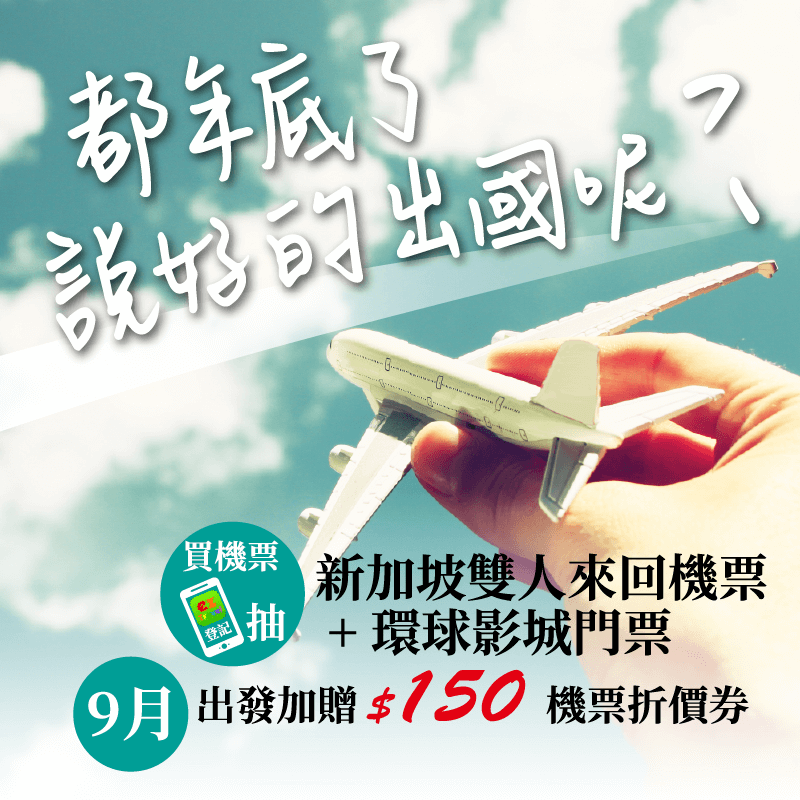 都年底了
說好的出國呢？
買機票
登記
抽
新加坡雙人來回機票
+ 環球影城門票
9月
出發加贈 $150 機票折價券